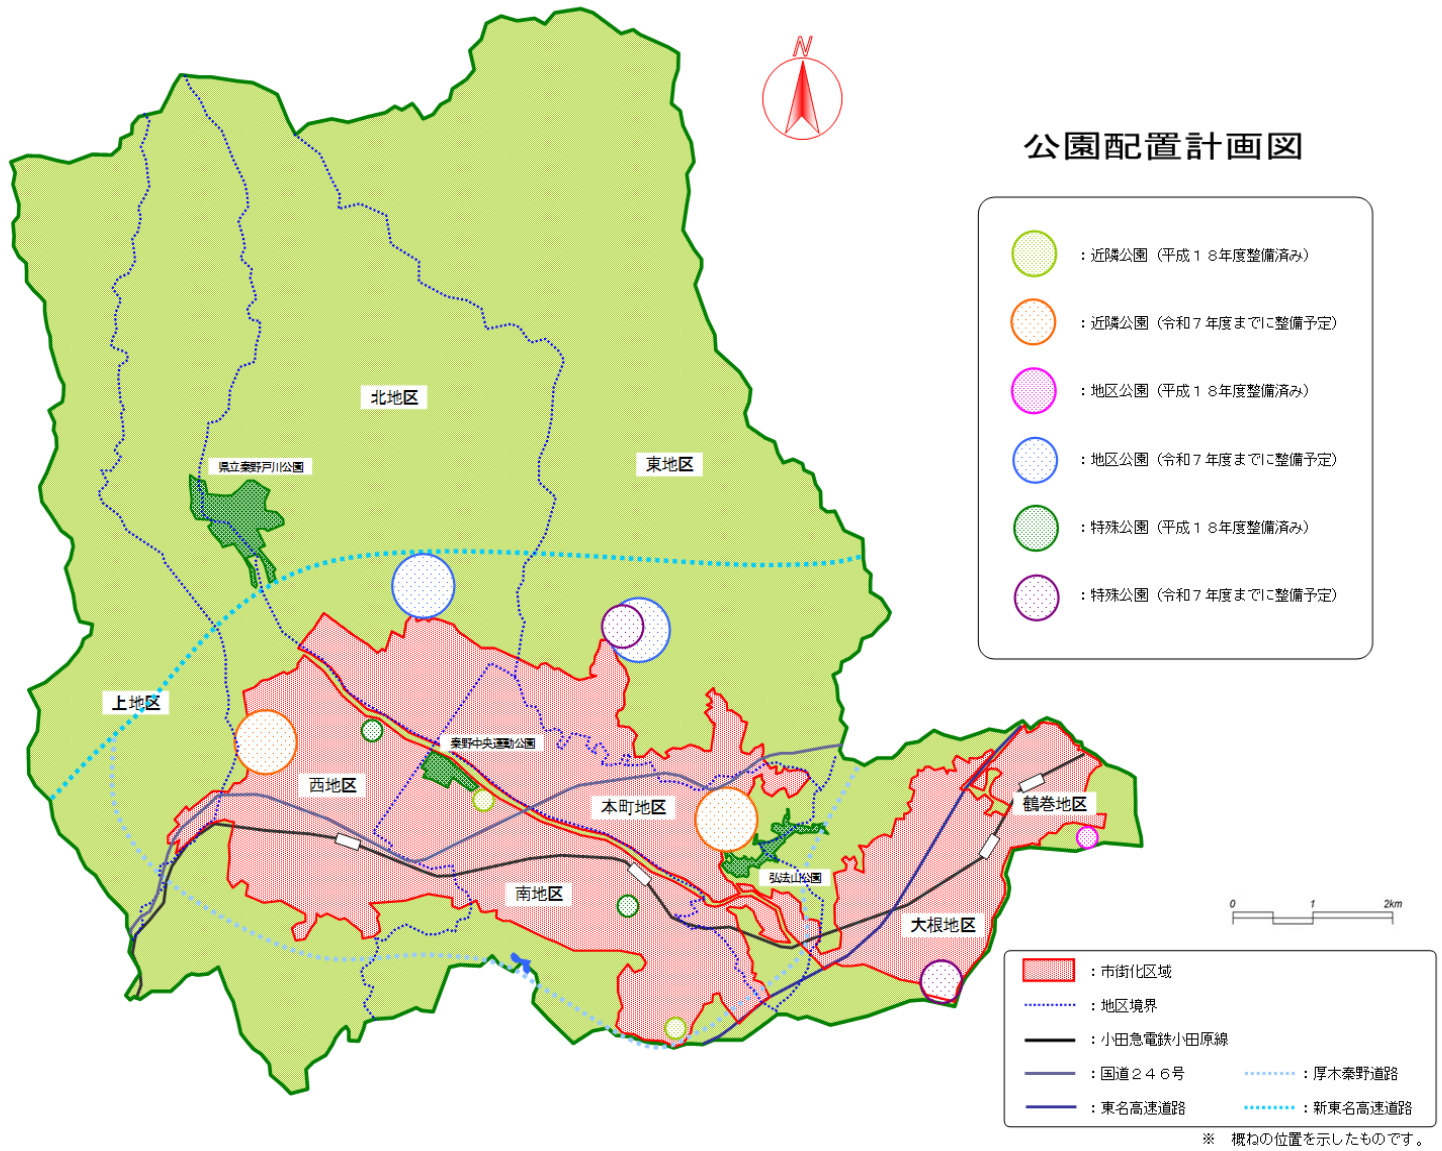 N
公園配置計画図
：近隣公園（平成１８年度整備済み）
：近隣公園（令和７年度までに整備予定）
：地区公園（平成１８年度整備済み）
：地区公園（令和７年度までに整備予定）
：特殊公園（平成１８年度整備済み）
：特殊公園（令和７年度までに整備予定）
北地区
東地区
県立秦野戸川公園
上地区
秦野中央運動公園
西地区
本町地区
鶴巻地区
弘法山公園
南地区
大根地区
0 1 2km
：市街化区域
：地区境界
：小田急電鉄小田原線
：国道２４６号
：厚木秦野道路
：東名高速道路
：新東名高速道路
※　概ねの位置を示したものです。